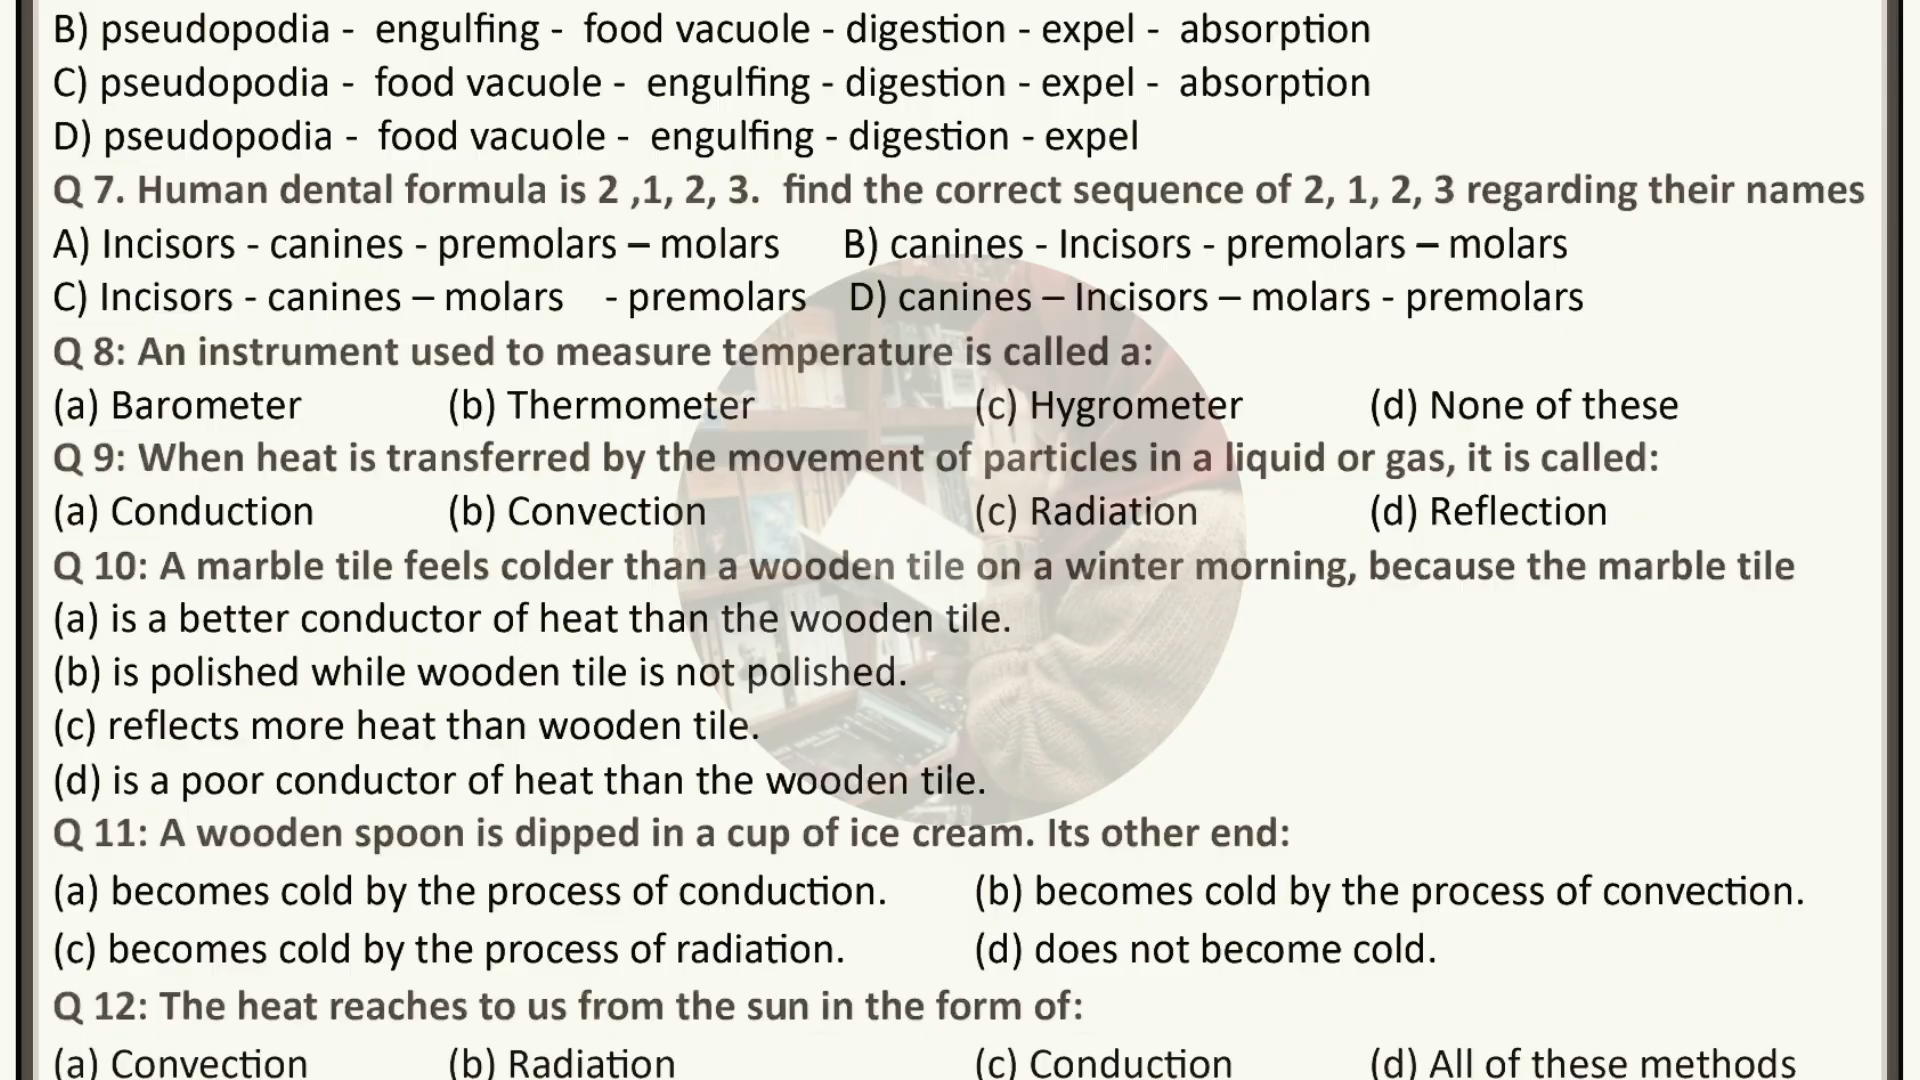 B) pseudopodia -  engulfing -  food vacuole - digestion - expel -  absorption
C) pseudopodia -  food vacuole -  engulfing - digestion - expel -  absorption
D) pseudopodia -  food vacuole -  engulfing - digestion - expel
Q 7. Human dental formula is 2 ,1, 2, 3.  find the correct sequence of 2, 1, 2, 3 regarding their names
A) Incisors - canines - premolars – molars     B) canines - Incisors - premolars – molars
C) Incisors - canines – molars   - premolars   D) canines – Incisors – molars - premolars
Q 8: An instrument used to measure temperature is called a:
(a) Barometer     (b) Thermometer     (c) Hygrometer     (d) None of these
Q 9: When heat is transferred by the movement of particles in a liquid or gas, it is called:
(a) Conduction     (b) Convection     (c) Radiation     (d) Reflection
Q 10: A marble tile feels colder than a wooden tile on a winter morning, because the marble tile
(a) is a better conductor of heat than the wooden tile.
(b) is polished while wooden tile is not polished.
(c) reflects more heat than wooden tile.
(d) is a poor conductor of heat than the wooden tile.
Q 11: A wooden spoon is dipped in a cup of ice cream. Its other end:
(a) becomes cold by the process of conduction.     (b) becomes cold by the process of convection.
(c) becomes cold by the process of radiation.     (d) does not become cold.
Q 12: The heat reaches to us from the sun in the form of:
(a) Convection     (b) Radiation     (c) Conduction     (d) All of these methods